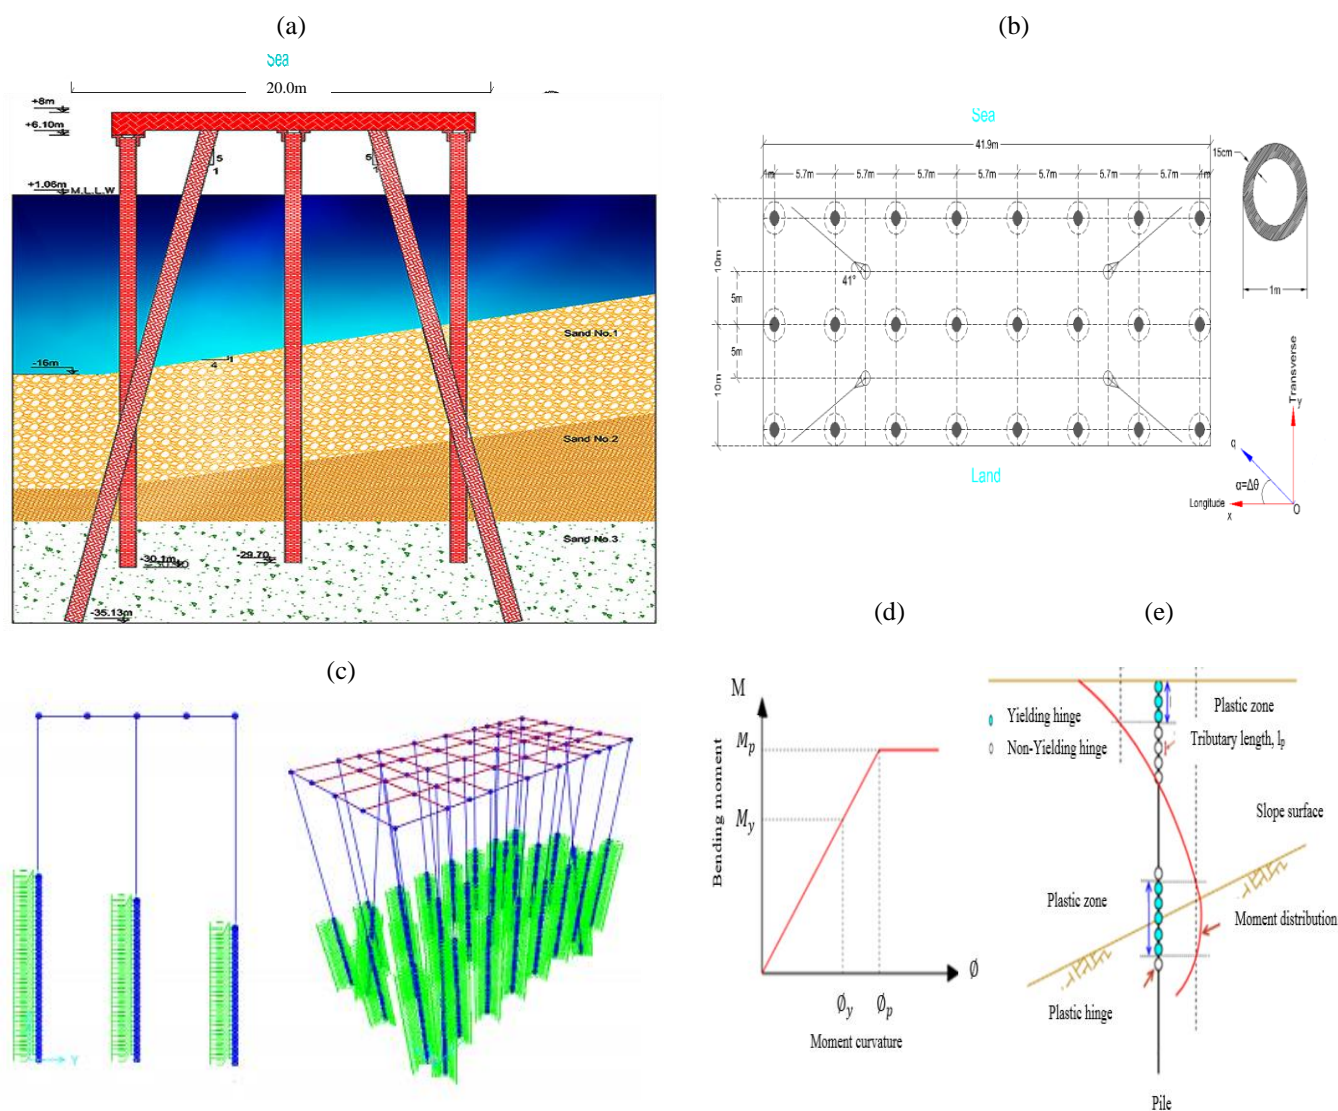 (a)
Sea
20.0m
+8m
+6.10m
5
1
5
+1.06m
M.L.L.W
Sand No.1
-16m
1
4
Sand No.2
Sand No.3
-30.1m
-29.70
-35.13m
(b)
Sea
41.9m
1m 5.7m 5.7m 5.7m 5.7m 5.7m 5.7m 5.7m 1m
15cm
10m
41°
5m
1m
5m
10m
Land
Transverse
y
q
α=Δθ
Longitude
x
O
(c)
Y
(d)
M
Bending moment
Mp
My
Øy
Øp
Ø
Moment curvature
(e)
Yielding hinge
Non-Yielding hinge
Plastic zone
Tributary length, lp
Slope surface
Plastic zone
Moment distribution
Plastic hinge
Pile